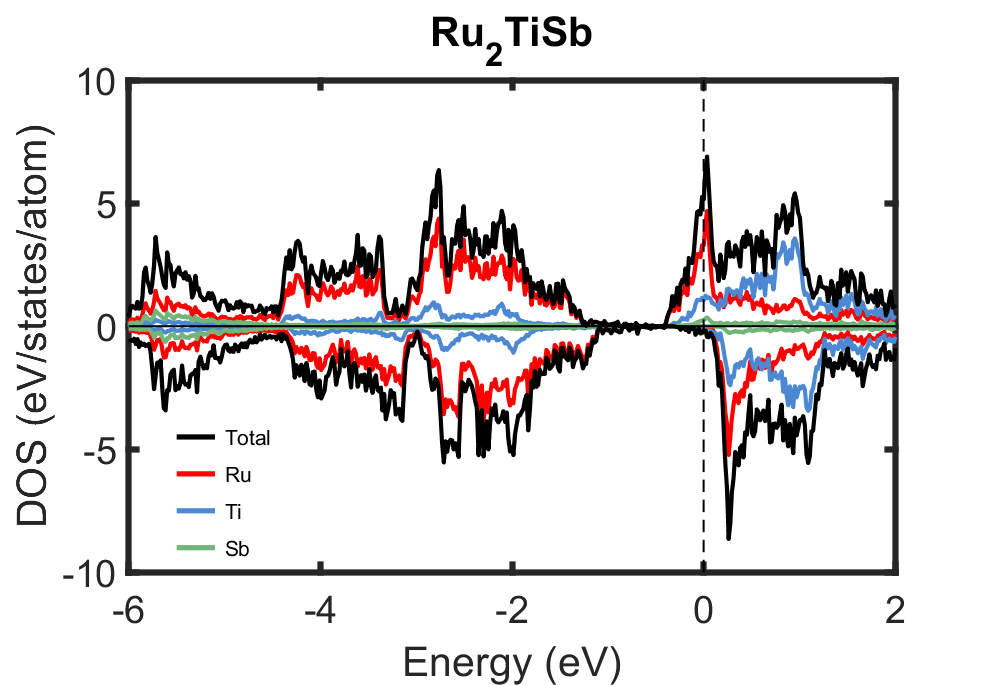 Ru2TiSb
DOS (eV/states/atom)
10
5
0
-5
-10
Total
Ru
Ti
Sb
-6
-4
-2
0
2
Energy (eV)